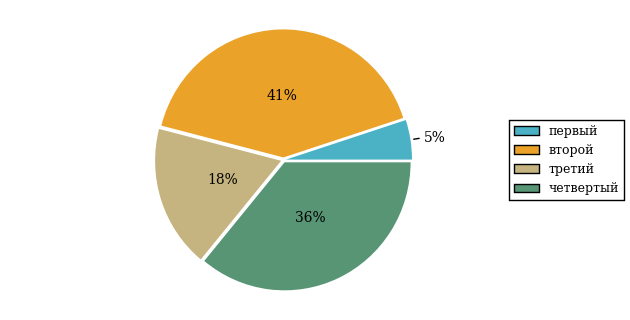 41%
5%
18%
36%
первый
второй
третий
четвертый